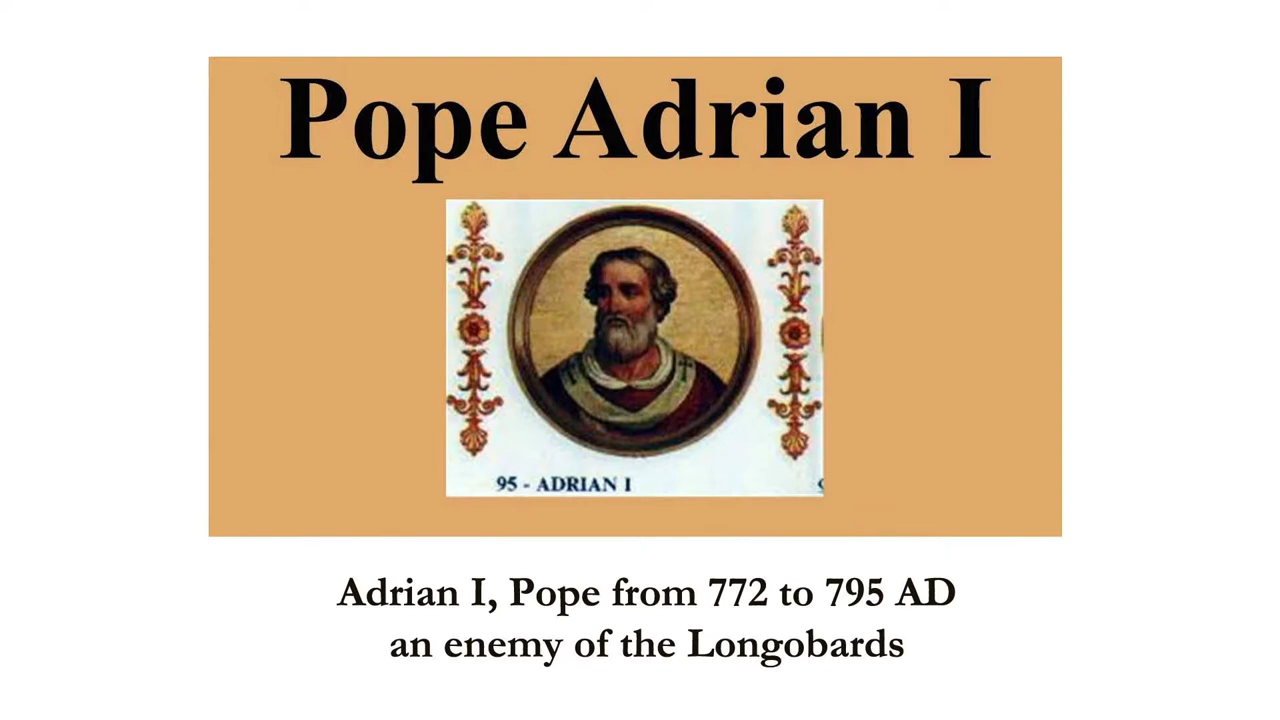 Pope Adrian I
95 - ADRIAN I
Adrian I, Pope from 772 to 795 AD
an enemy of the Longobards